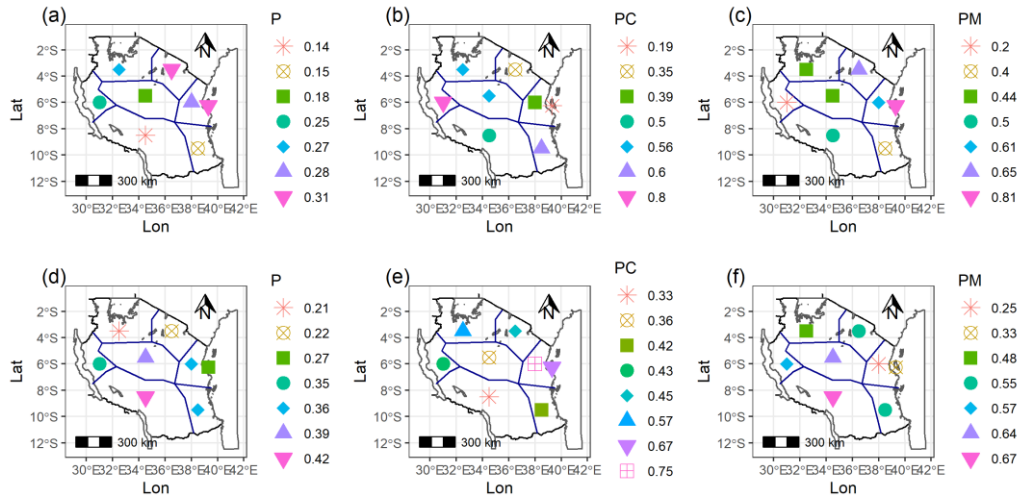 (a) P
0.14
0.15
0.18
0.25
0.27
0.28
0.31
2°S
4°S
6°S
8°S
10°S
12°S
Lat
300 km
30°E32°E34°E36°E38°E40°E42°E
Lon
(b) PC
0.19
0.35
0.39
0.5
0.56
0.6
0.8
2°S
4°S
6°S
8°S
10°S
12°S
Lat
300 km
30°E32°E34°E36°E38°E40°E42°E
Lon
(c) PM
0.2
0.4
0.44
0.5
0.61
0.65
0.81
2°S
4°S
6°S
8°S
10°S
12°S
Lat
300 km
30°E32°E34°E36°E38°E40°E42°E
Lon
(d) P
0.21
0.22
0.27
0.35
0.36
0.39
0.42
2°S
4°S
6°S
8°S
10°S
12°S
Lat
300 km
30°E32°E34°E36°E38°E40°E42°E
Lon
(e) PC
0.33
0.36
0.42
0.43
0.45
0.57
0.67
0.75
2°S
4°S
6°S
8°S
10°S
12°S
Lat
300 km
30°E32°E34°E36°E38°E40°E42°E
Lon
(f) PM
0.25
0.33
0.48
0.55
0.57
0.64
0.67
2°S
4°S
6°S
8°S
10°S
12°S
Lat
300 km
30°E32°E34°E36°E38°E40°E42°E
Lon